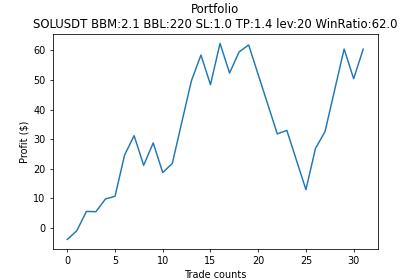 Portfolio
SOLUSDT BBM:2.1 BBL:220 SL:1.0 TP:1.4 lev:20 WinRatio:62.0
60
50
40
30
20
10
0
Profit ($)
0 5 10 15 20 25 30
Trade counts